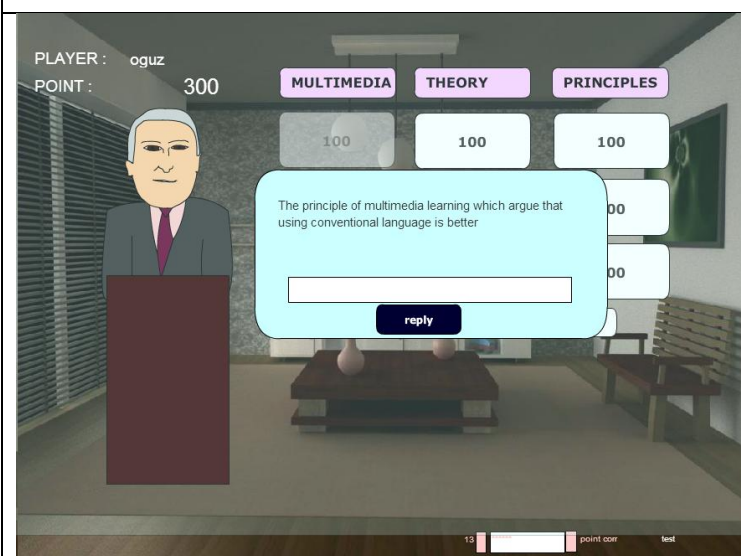 PLAYER : oguz
POINT : 300
MULTIMEDIA THEORY PRINCIPLES
100 100 100
00
00
The principle of multimedia learning which argue that
using conventional language is better
reply
13 point corr test